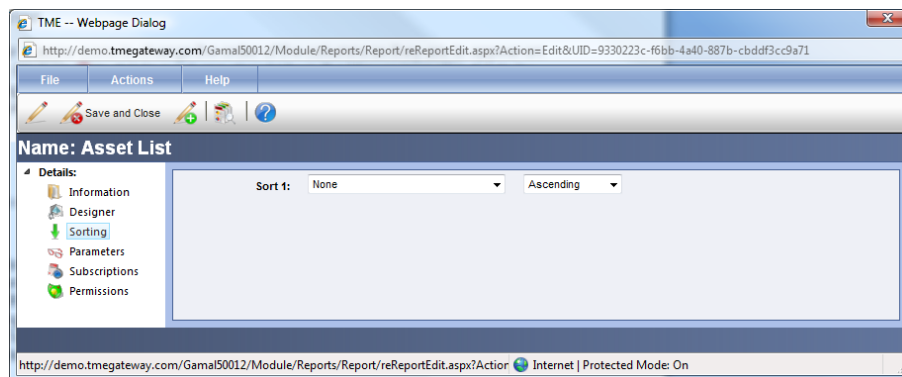 TME -- Webpage Dialog
http://demo.tmegateway.com/Gamal50012/Module/Reports/Report/reReportEdit.aspx?Action=Edit&UID=9330223c-f6bb-4a40-887b-cbddf3cc9a71
File Actions Help
Save and Close
Name: Asset List
Details:
Sort 1: None Ascending
Information
Designer
Sorting
Parameters
Subscriptions
Permissions
http://demo.tmegateway.com/Gamal50012/Module/Reports/Report/reReportEdit.aspx?Action Internet | Protected Mode: On